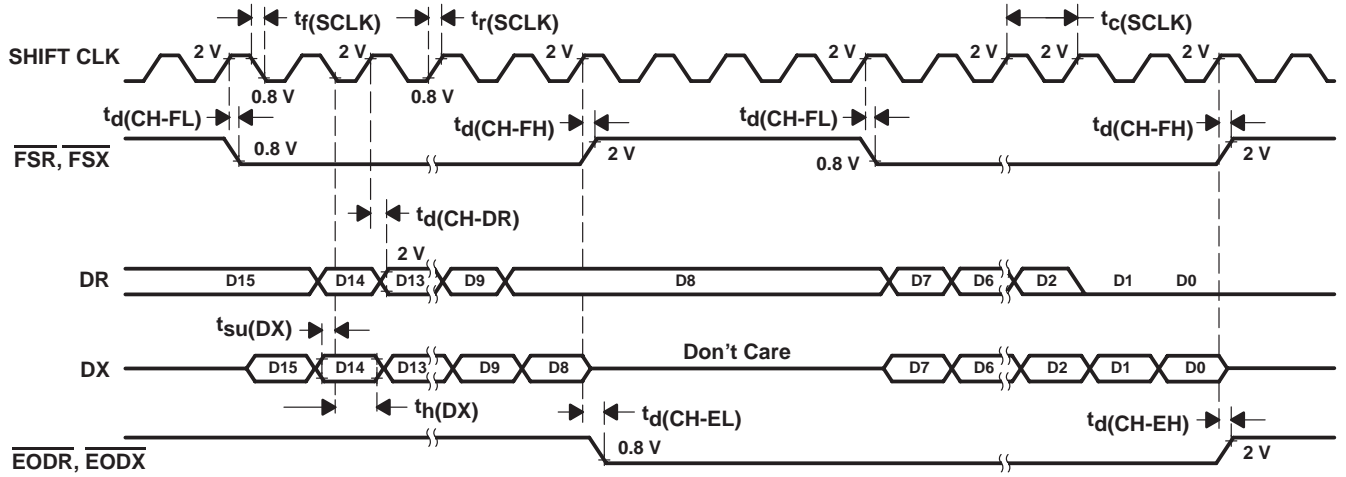 tf(SCLK) tr(SCLK) tc(SCLK)
SHIFT CLK 2 V 2 V 2 V 2 V 2 V 2 V 2 V 2 V
0.8 V 0.8 V
td(CH-FL) td(CH-FH) td(CH-FL) td(CH-FH)
FSR, FSX 0.8 V 2 V 0.8 V 2 V
td(CH-DR)
2 V
DR D15 D14 D13 D9 D8 D7 D6 D2 D1 D0
tsu(DX)
Don't Care
DX D15 D14 D13 D9 D8 D7 D6 D2 D1 D0
th(DX) td(CH-EL) td(CH-EH)
EODR, EODX 0.8 V 2 V